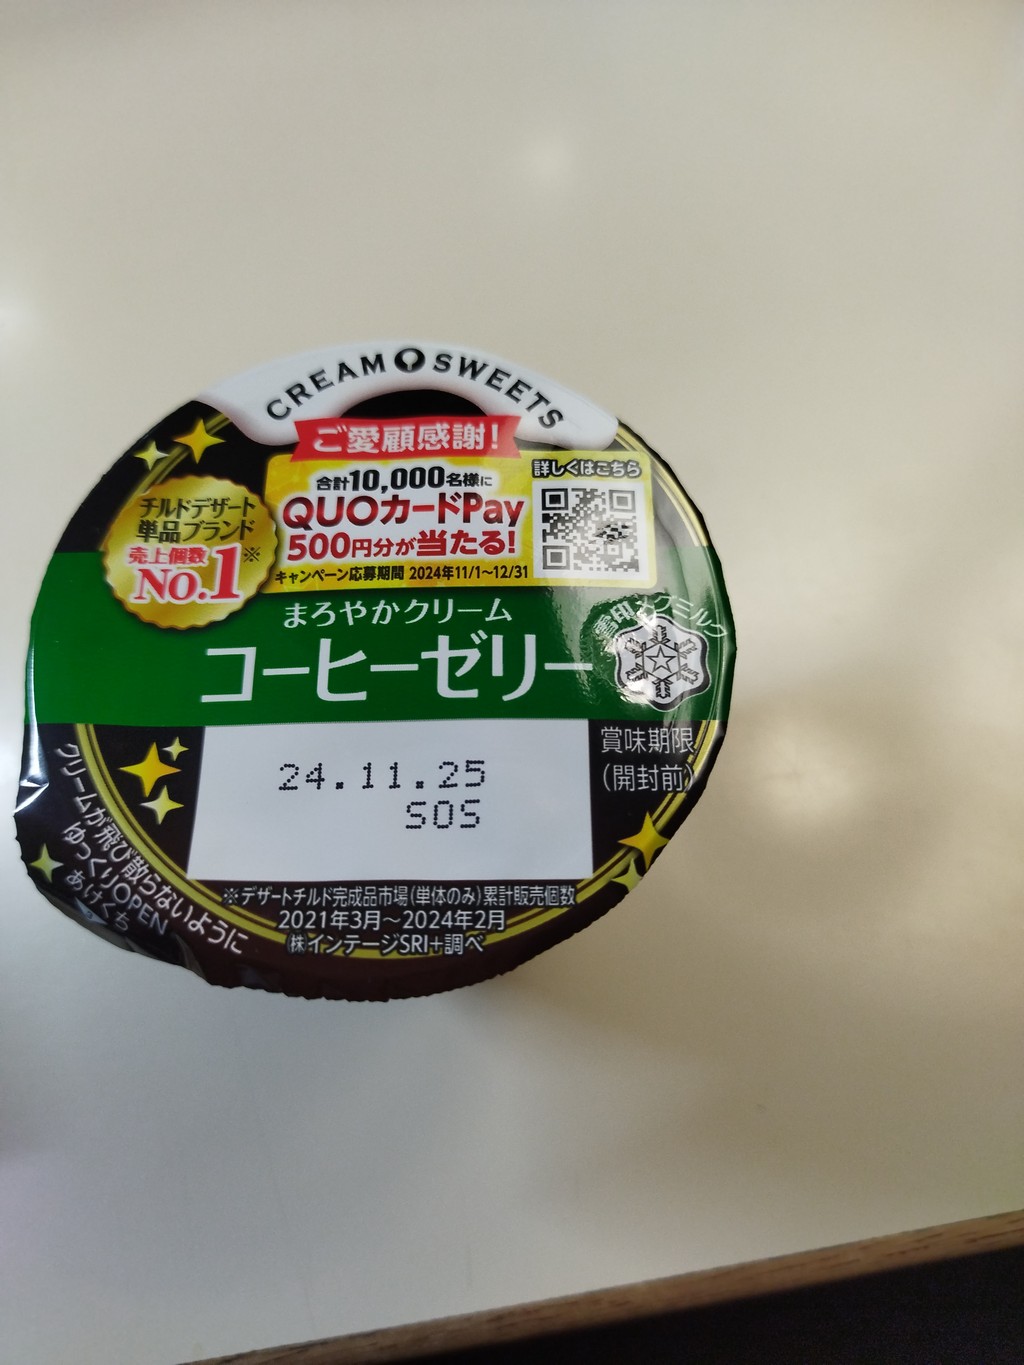 CREAM SWEETS
ご愛顧感謝!
合計10,000名様に
QUOカードPay
500円分が当たる!
キャンペーン応募期間 2024年11/1~12/31
詳しくはこちら
チルドデザート
単品ブランド
売上個数※
No.1
まろやかクリーム
コーヒーゼリー
雪印メグミルク
賞味期限
(開封前)
24.11.25
SOS
クリームが飛び散らないように
ゆっくりOPEN
あけくち
※デザートチルド完成品市場(単体のみ)累計販売個数
2021年3月~2024年2月
㈱インテージSRI+調べ